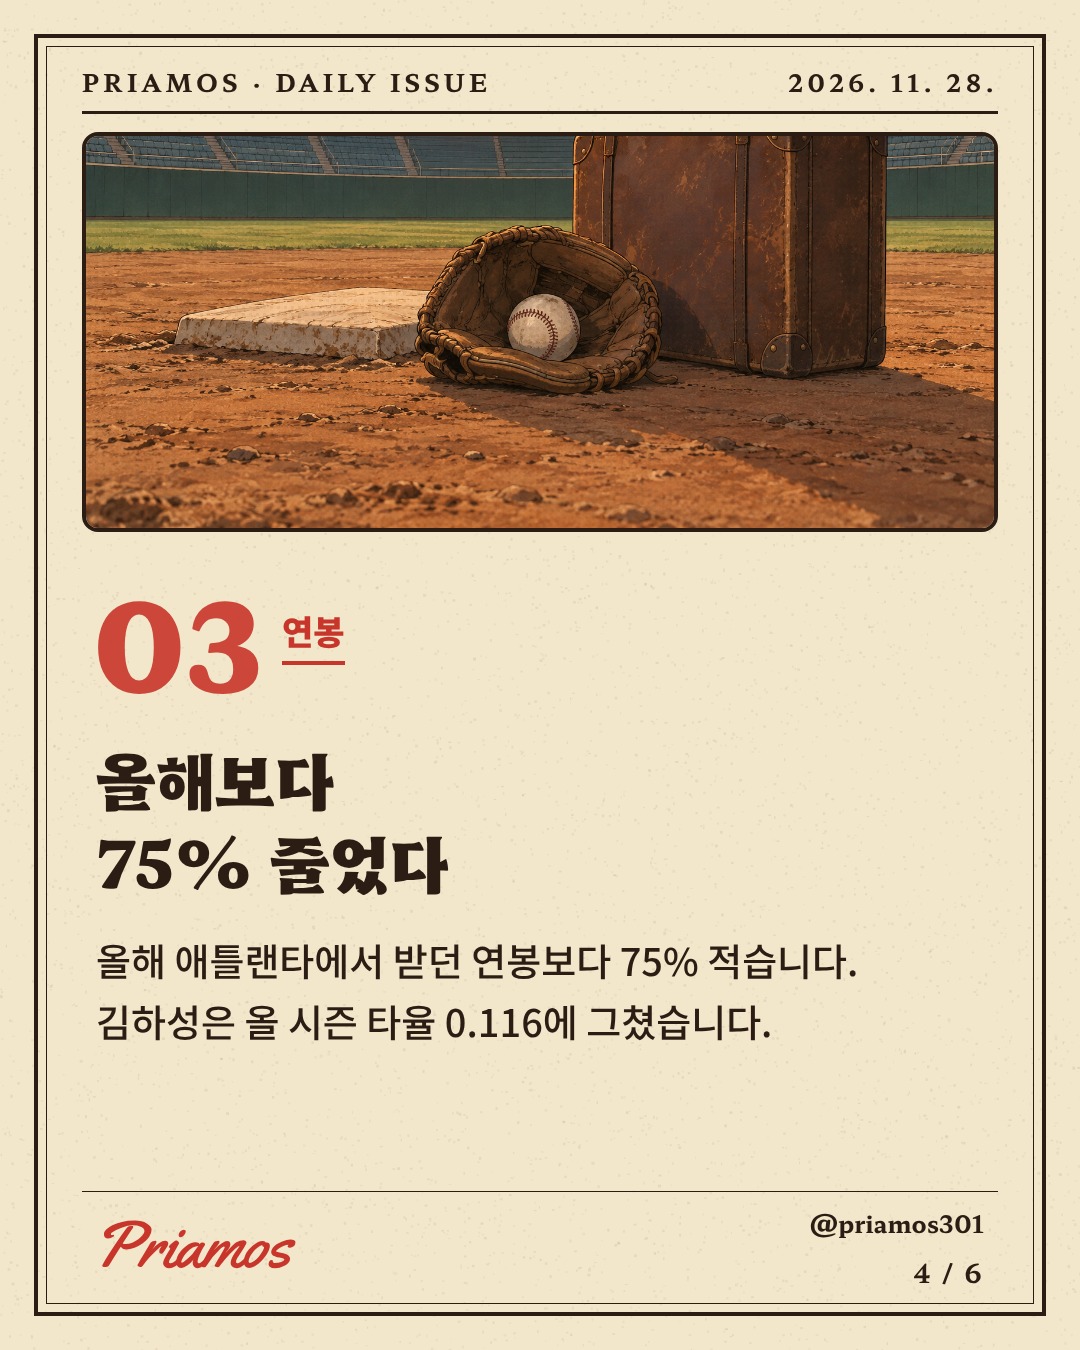 PRIAMOS · DAILY ISSUE
2026. 11. 28.
03 연봉
올해보다
75% 줄었다
올해 애틀랜타에서 받던 연봉보다 75% 적습니다.
김하성은 올 시즌 타율 0.116에 그쳤습니다.
Priamos
@priamos301
4 / 6